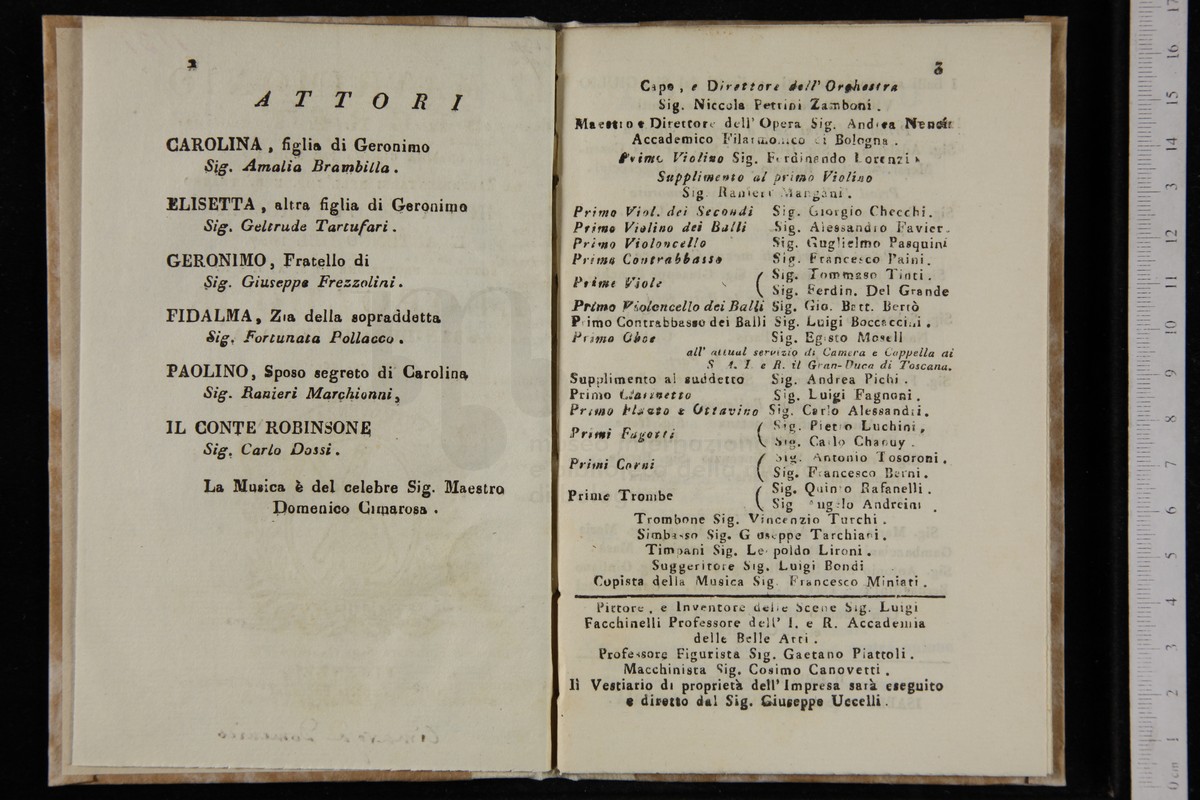 2
ATTORI
CAROLINA, figlia di Geronimo
Sig. Amalia Brambilla.
ELISETTA, altra figlia di Geronimo
Sig. Geltrude Tartufari.
GERONIMO, Fratello di
Sig. Giuseppe Frezzolini.
FIDALMA, Zia della sopraddetta
Sig. Fortunata Pollacco.
PAOLINO, Sposo segreto di Carolina
Sig. Ranieri Marchionni,
IL CONTE ROBINSONE
Sig. Carlo Dossi.
La Musica è del celebre Sig. Maestro
Domenico Cimarosa.
3
Capo, e Direttore dell' Orchestra
Sig. Niccola Pettini Zamboni.
Maestro e Direttore dell' Opera Sig. Andrea
Accademico Filarmonico di Bologna.
Primo Violino Sig. Ferdinando Lorenzi
Supplimento al primo Violino
Sig. Ranieri Mangani.
Primo Viol. dei Secondi Sig. Giorgio Checchi.
Primo Violino dei Balli Sig. Alessandro Favier.
Primo Violoncello Sig. Guglielmo Pasquini
Primo Contrabbasso Sig. Francesco Paini.
Prime Viole ( Sig. Tommaso Tinti.
( Sig. Ferdin. Del Grande
Primo Violoncello dei Balli Sig. Gio. Batt. Bertò
Primo Contrabbasso dei Balli Sig. Luigi Boccaccini.
Primo Oboe Sig. Egisto Mosell
all' attual servizio di Camera e Cappella di
S. A. I. e R. il Gran-Duca di Toscana.
Supplimento al suddetto Sig. Andrea Pichi.
Primo Clarinetto Sig. Luigi Fagnoni.
Primo Flauto e Ottavino Sig. Carlo Alessandri.
Primi Fagotti ( Sig. Pietro Luchini,
( Sig. Carlo Chapuy.
Primi Corni ( Sig. Antonio Tosoroni.
( Sig. Francesco Berni.
Prime Trombe ( Sig. Quinto Rafanelli.
( Sig. Angelo Andreini.
Trombone Sig. Vincenzio Turchi.
Simbasso Sig. Giuseppe Tarchiani.
Timpani Sig. Leopoldo Lironi.
Suggeritore Sig. Luigi Bondi
Copista della Musica Sig. Francesco Miniati.
Pittore, e Inventore delle Scene Sig. Luigi
Facchinelli Professore dell' I. e R. Accademia
delle Belle Arti.
Professore Figurista Sig. Gaetano Piattoli.
Macchinista Sig. Cosimo Canovetti.
Il Vestiario di proprietà dell' Impresa sarà eseguito
e diretto dal Sig. Giuseppe Uccelli.